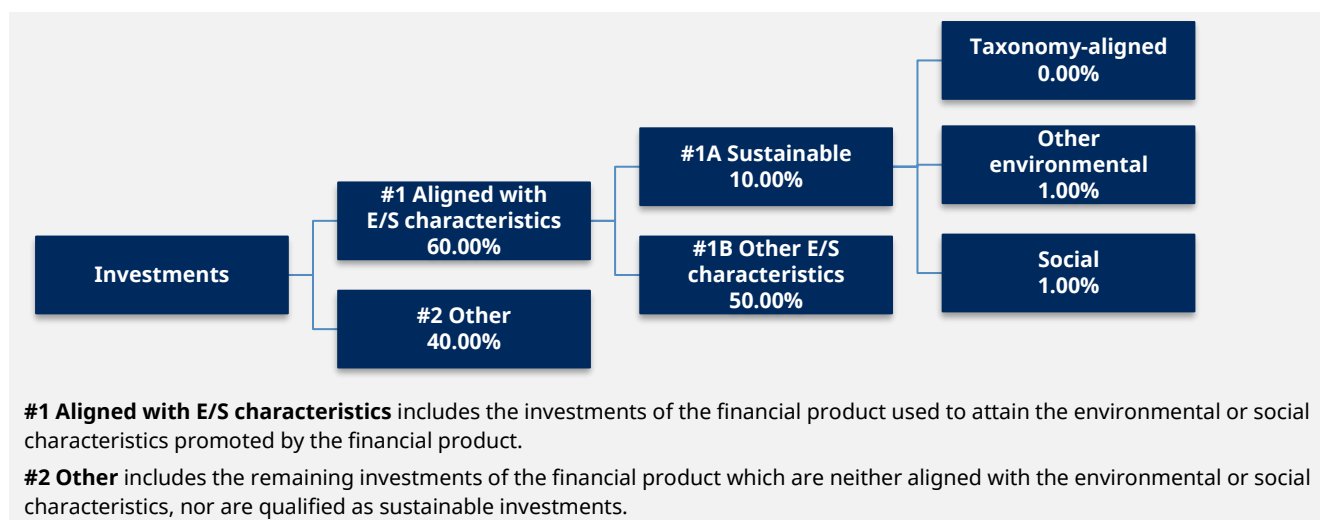 Investments
#1 Aligned with
E/S characteristics
60.00%
#2 Other
40.00%
#1A Sustainable
10.00%
#1B Other E/S
characteristics
50.00%
Taxonomy-aligned
0.00%
Other
environmental
1.00%
Social
1.00%
#1 Aligned with E/S characteristics includes the investments of the financial product used to attain the environmental or social
characteristics promoted by the financial product.
#2 Other includes the remaining investments of the financial product which are neither aligned with the environmental or social
characteristics, nor are qualified as sustainable investments.